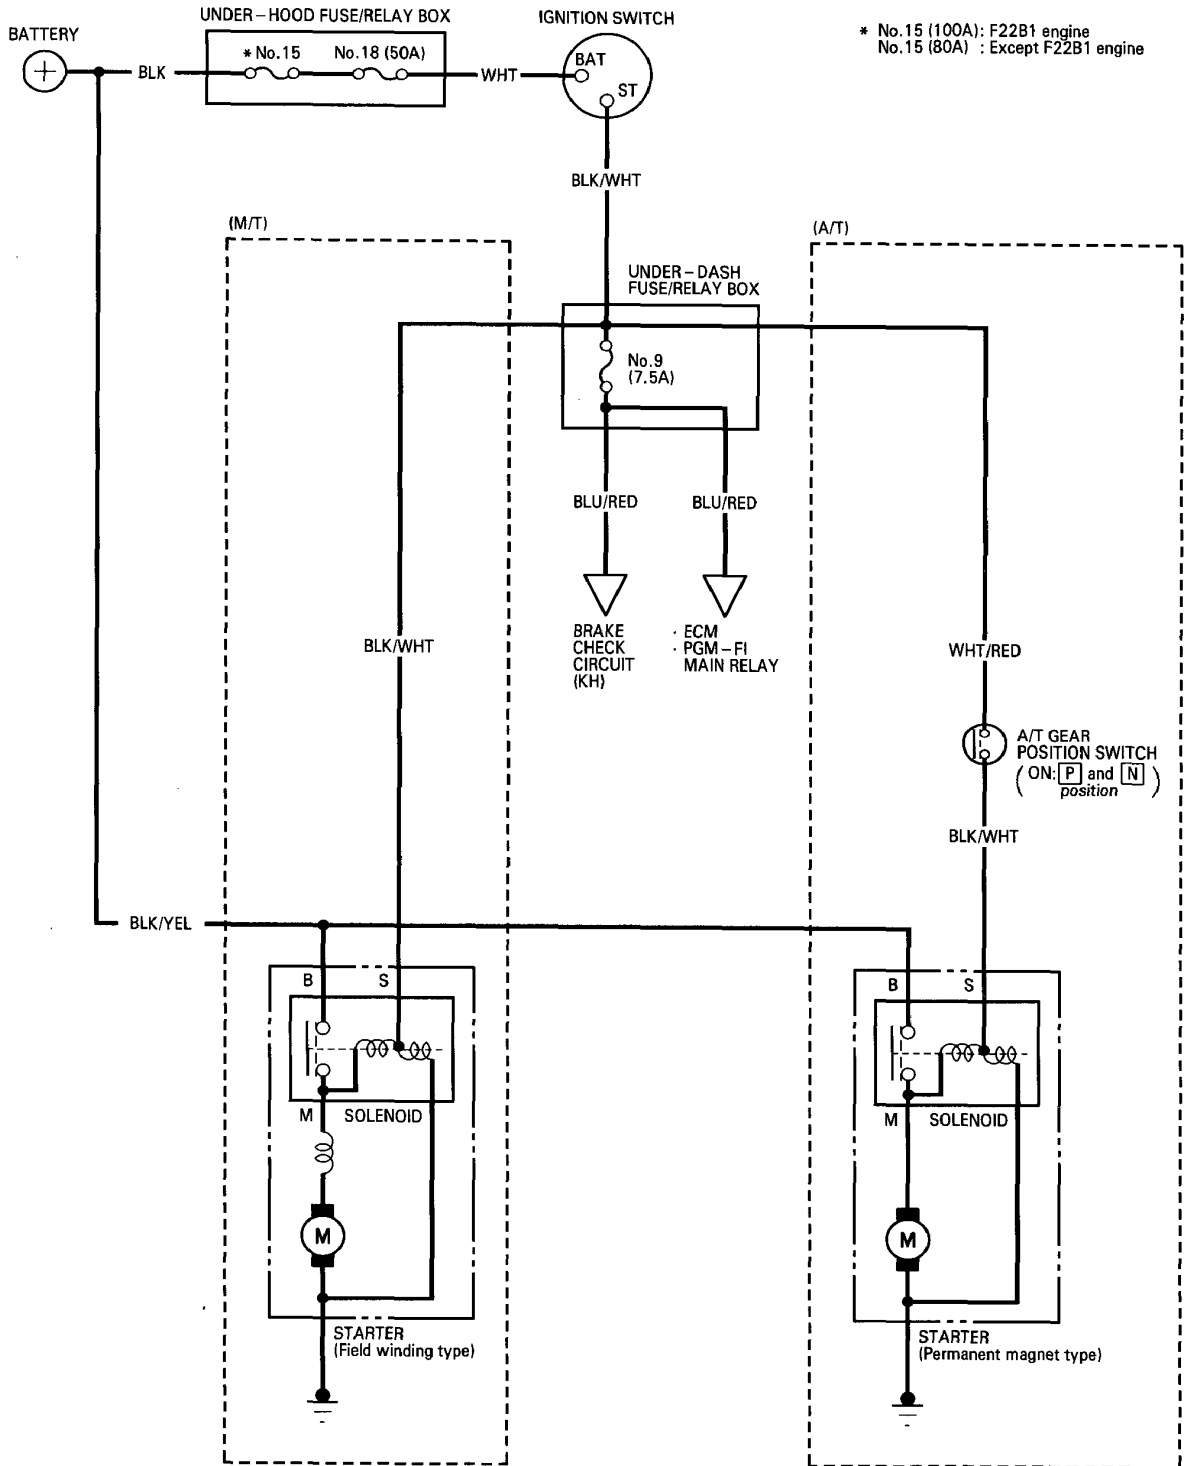 UNDER-HOOD FUSE/RELAY BOX
IGNITION SWITCH
BATTERY
* No.15 (100A): F22B1 engine
No.15 (80A) : Except F22B1 engine
* No.15
No.18 (50A)
BAT
+
BLK
WHT
ST
BLK/WHT
(M/T)
(A/T)
UNDER-DASH
FUSE/RELAY BOX
No.9
(7.5A)
BLU/RED
BLU/RED
BRAKE
CHECK
CIRCUIT
(KH)
· ECM
· PGM-FI
MAIN RELAY
BLK/WHT
WHT/RED
A/T GEAR
POSITION SWITCH
(ON: P and N
position)
BLK/WHT
BLK/YEL
B
S
B
S
M
SOLENOID
M
SOLENOID
M
M
STARTER
(Field winding type)
STARTER
(Permanent magnet type)